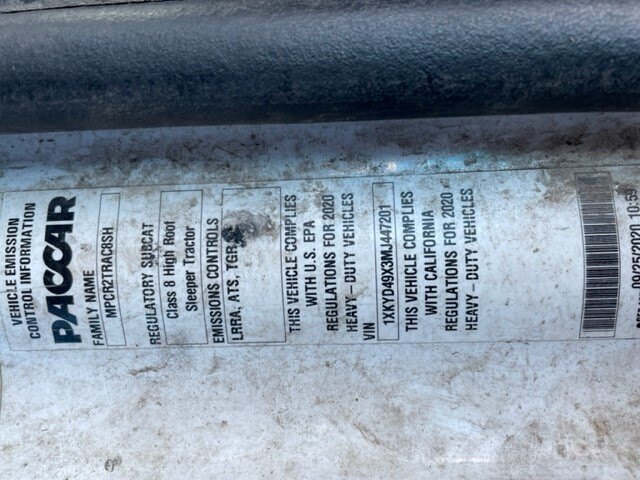 VEHICLE EMISSION
CONTROL INFORMATION
PACCAR
FAMILY NAME
MPCR2TRAC8SH
REGULATORY SUBCAT
Class 8 High Roof
Sleeper Tractor
EMISSIONS CONTROLS
LRRA, ATS, TGR
THIS VEHICLE COMPLIES
WITH U.S. EPA
REGULATIONS FOR 2020
HEAVY - DUTY VEHICLES
VIN
1XKYD49X3MJ447201
THIS VEHICLE COMPLIES
WITH CALIFORNIA
REGULATIONS FOR 2020
HEAVY - DUTY VEHICLES